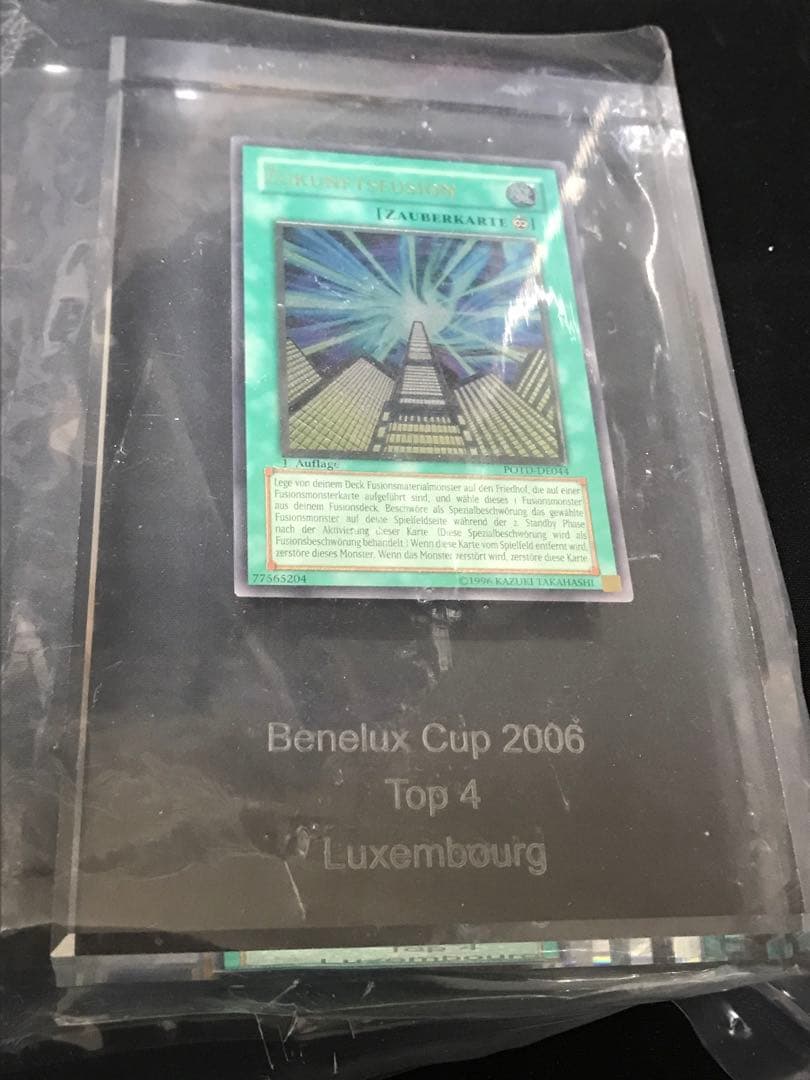 ZUKUNFTSFUSION
[ZAUBERKARTE ]
1. Auflage
POTD-DE044
Lege von deinem Deck Fusionsmaterialmonster auf den Friedhof, die auf einer
Fusionsmonsterkarte aufgeführt sind, und wähle dieses 1 Fusionsmonster
aus deinem Fusionsdeck. Beschwöre als Spezialbeschwörung das gewählte
Fusionsmonster auf deine Spielfeldseite während der 2. Standby Phase
nach der Aktivierung dieser Karte. (Diese Spezialbeschwörung wird als
Fusionsbeschwörung behandelt.) Wenn diese Karte vom Spielfeld entfernt wird,
zerstöre dieses Monster. Wenn das Monster zerstört wird, zerstöre diese Karte.
77565204
©1996 KAZUKI TAKAHASHI
Benelux Cup 2006
Top 4
Luxembourg
Top 4
Luxembourg